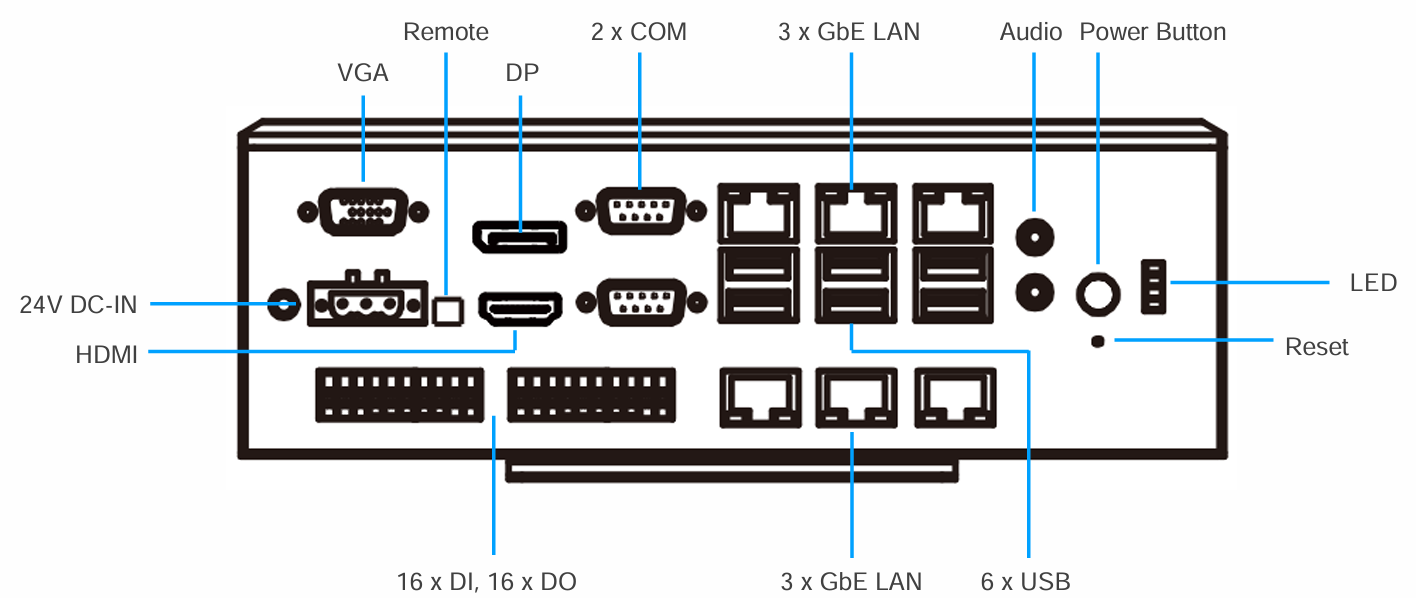 Remote
2 x COM
3 x GbE LAN
Audio
Power Button
VGA
DP
24V DC-IN
LED
HDMI
Reset
16 x DI, 16 x DO
3 x GbE LAN
6 x USB